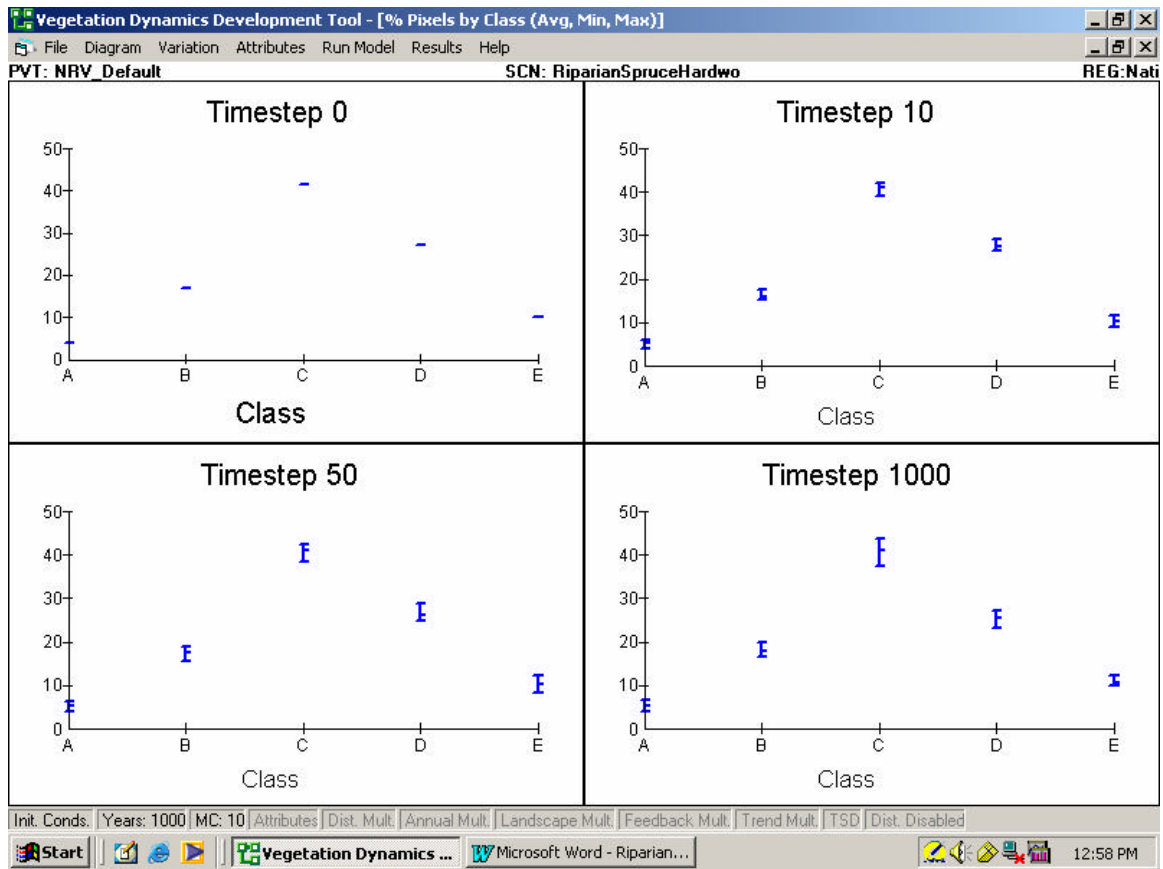 Vegetation Dynamics Development Tool - [% Pixels by Class (Avg, Min, Max)]
File Diagram Variation Attributes Run Model Results Help
PVT: NRV_Default SCN: RiparianSpruceHardwo REG:Nati
Timestep 0
50
40
30
20
10
0
A B C D E
Class
Timestep 10
50
40
30
20
10
0
A B C D E
Class
Timestep 50
50
40
30
20
10
0
A B C D E
Class
Timestep 1000
50
40
30
20
10
0
A B C D E
Class
Init. Conds. Years: 1000 MC: 10 Attributes Dist. Mult. Annual Mult. Landscape Mult. Feedback Mult. Trend Mult. TSD Dist. Disabled
Start Vegetation Dynamics ... Microsoft Word - Riparian... 12:58 PM